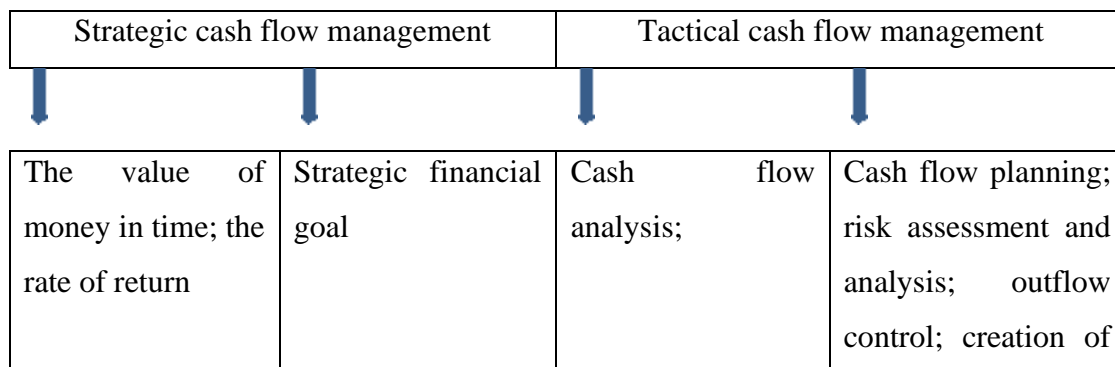 Strategic cash flow management
Tactical cash flow management
The value of
money in time; the
rate of return
Strategic financial
goal
Cash flow
analysis;
Cash flow planning;
risk assessment and
analysis; outflow
control; creation of